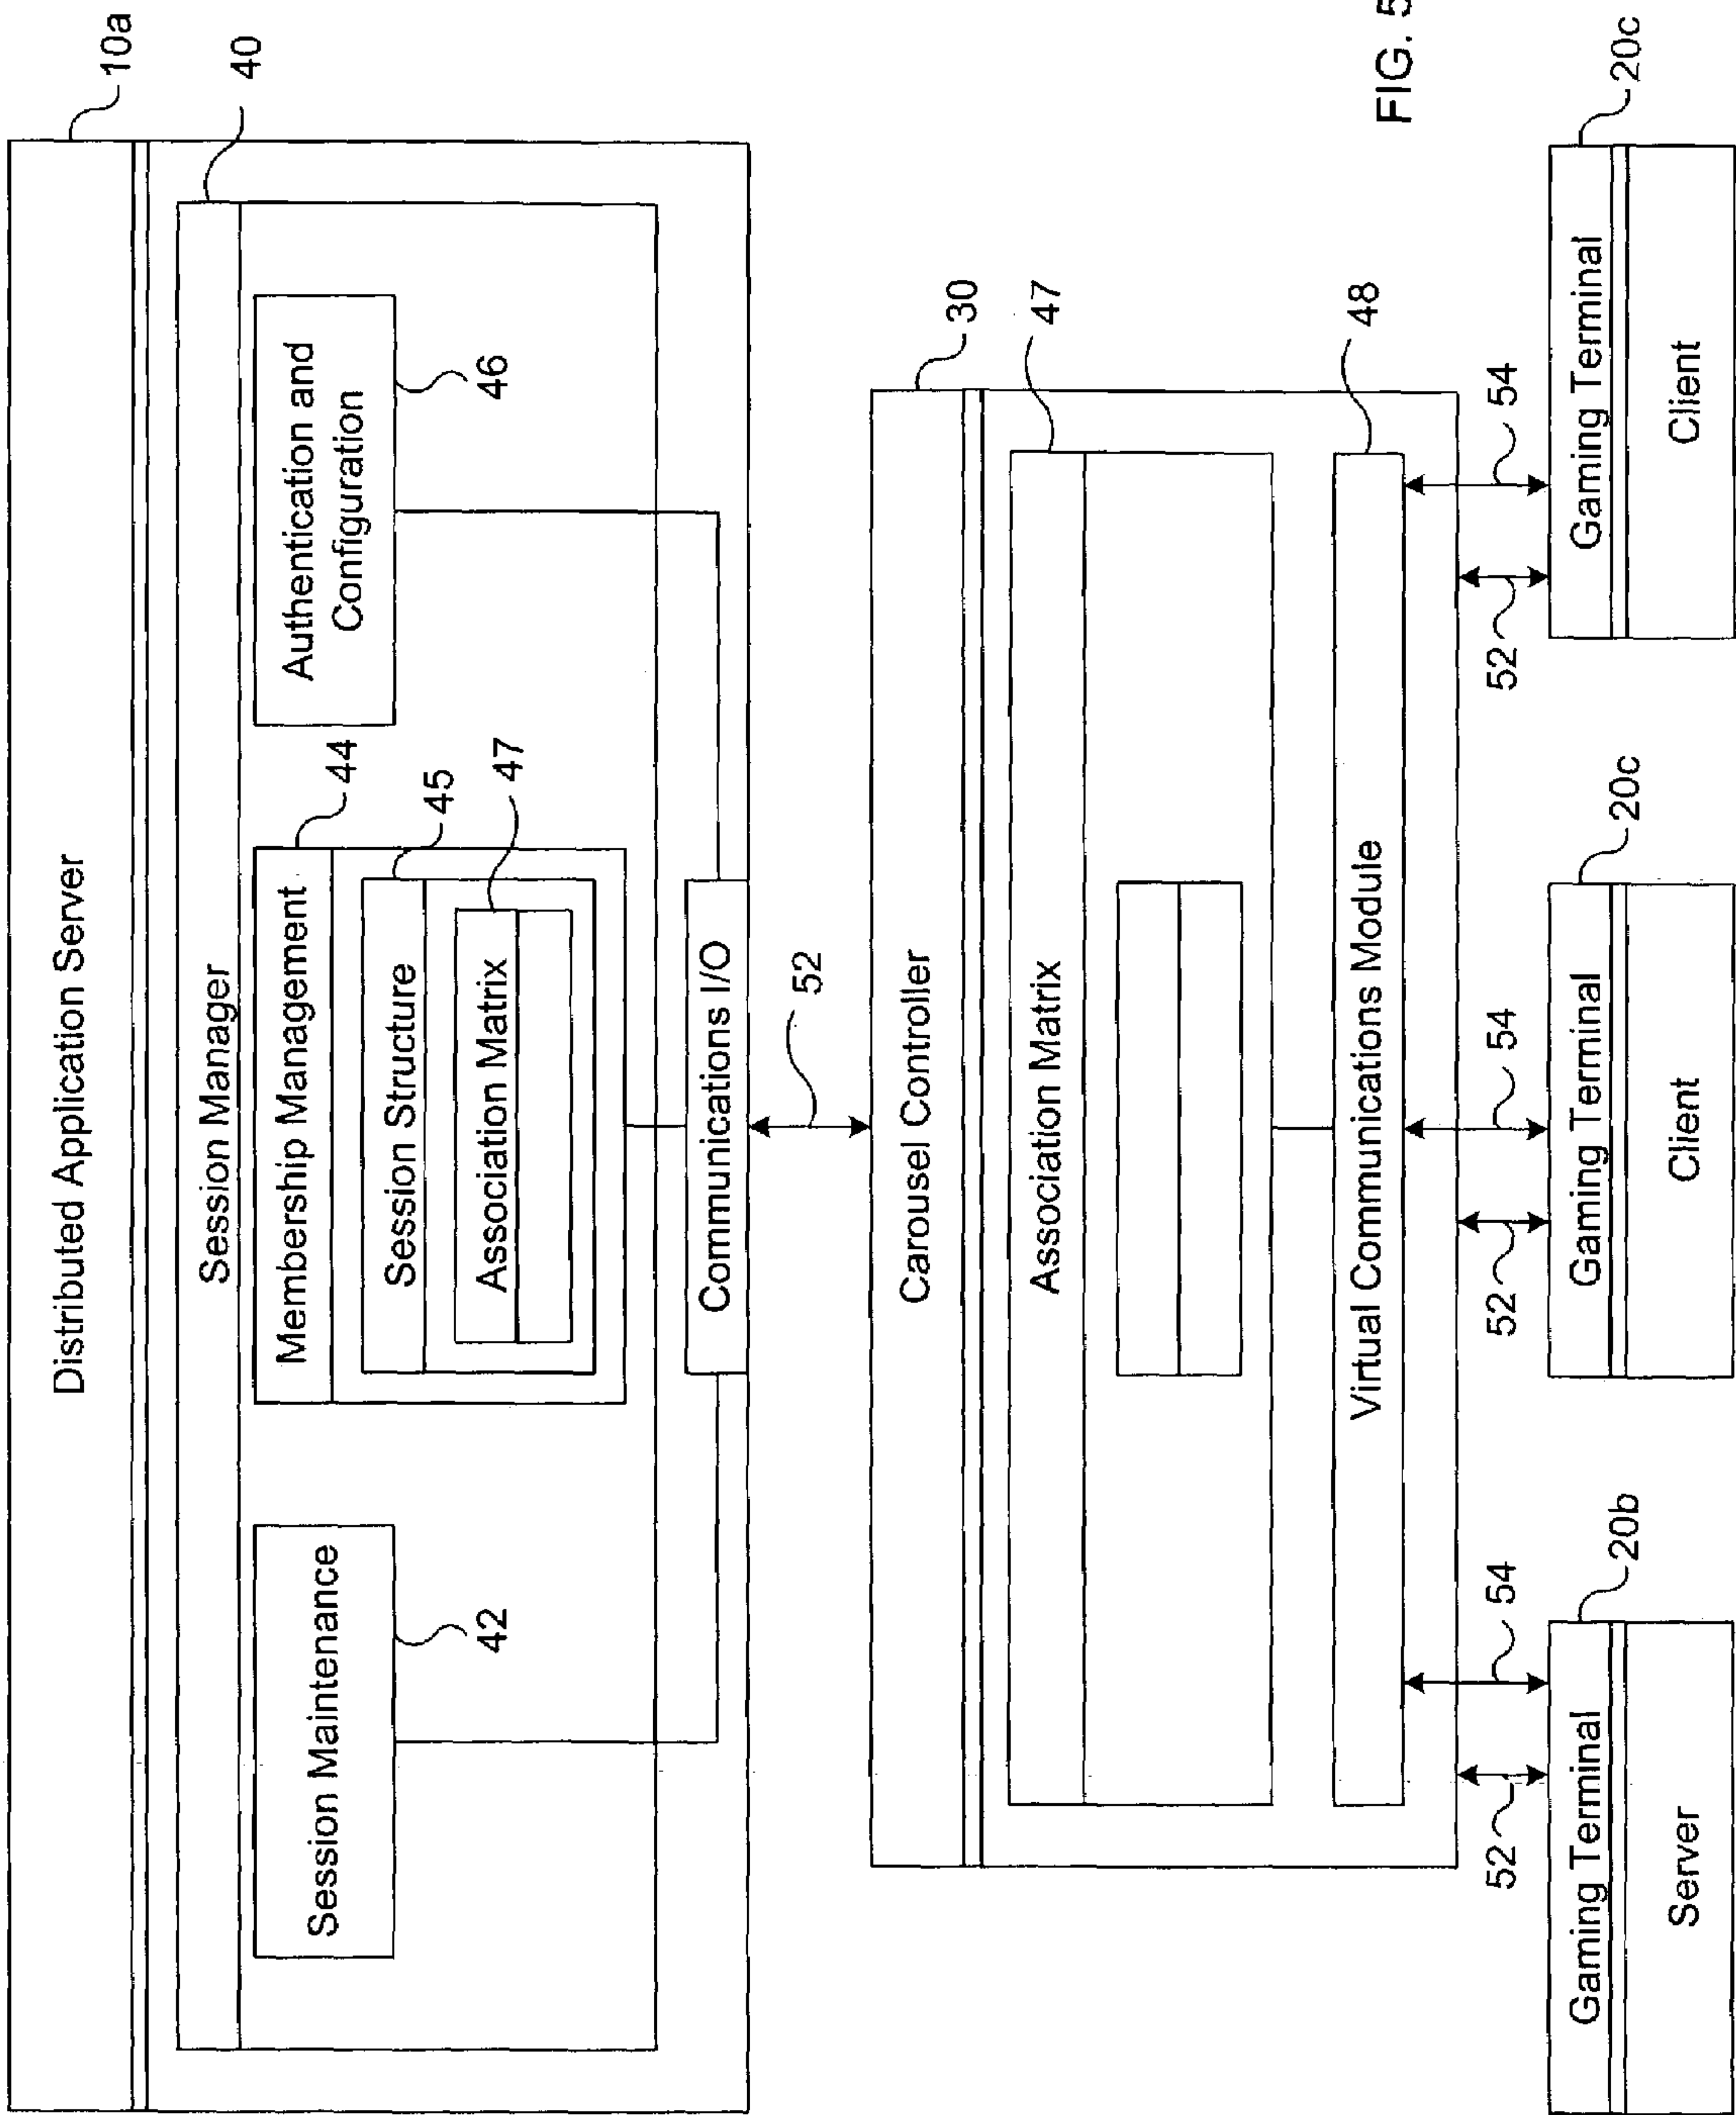 Distributed Application Server
10a
Session Manager
40
Session Maintenance
42
Membership Management
44
Session Structure
45
Association Matrix
47
Authentication and
Configuration
46
Communications I/O
52
Carousel Controller
30
Association Matrix
47
Virtual Communications Module
48
52
54
52
54
52
54
Gaming Terminal
Server
20b
Gaming Terminal
Client
20c
Gaming Terminal
Client
20c
FIG. 5